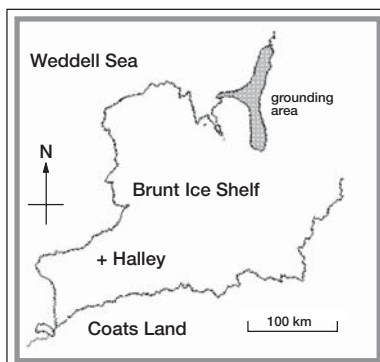 Weddell Sea
grounding
area
N
Brunt Ice Shelf
+ Halley
Coats Land
100 km